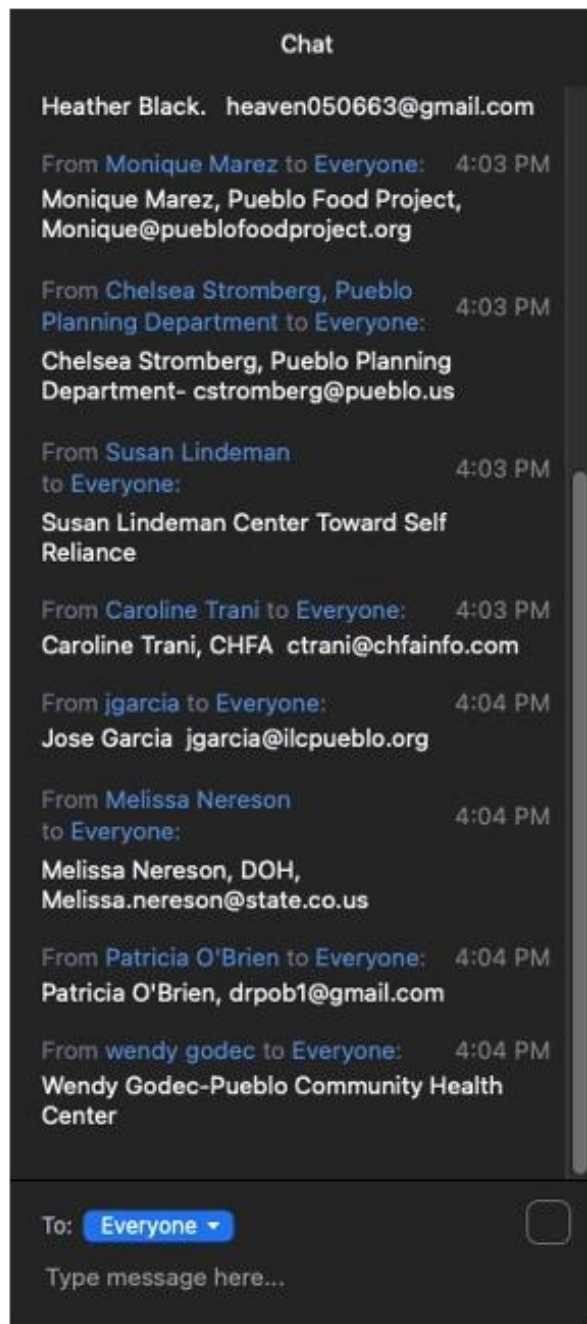 Chat
Heather Black. heaven050663@gmail.com
From Monique Marez to Everyone: 4:03 PM
Monique Marez, Pueblo Food Project,
Monique@pueblofoodproject.org
From Chelsea Stromberg, Pueblo
Planning Department to Everyone: 4:03 PM
Chelsea Stromberg, Pueblo Planning
Department- cstromberg@pueblo.us
From Susan Lindeman
to Everyone: 4:03 PM
Susan Lindeman Center Toward Self
Reliance
From Caroline Trani to Everyone: 4:03 PM
Caroline Trani, CHFA ctrani@chfainfo.com
From jgarcia to Everyone: 4:04 PM
Jose Garcia jgarcia@ilcpueblo.org
From Melissa Nereson
to Everyone: 4:04 PM
Melissa Nereson, DOH,
Melissa.nereson@state.co.us
From Patricia O'Brien to Everyone: 4:04 PM
Patricia O'Brien, drpob1@gmail.com
From wendy godec to Everyone: 4:04 PM
Wendy Godec-Pueblo Community Health
Center
To: Everyone
Type message here...